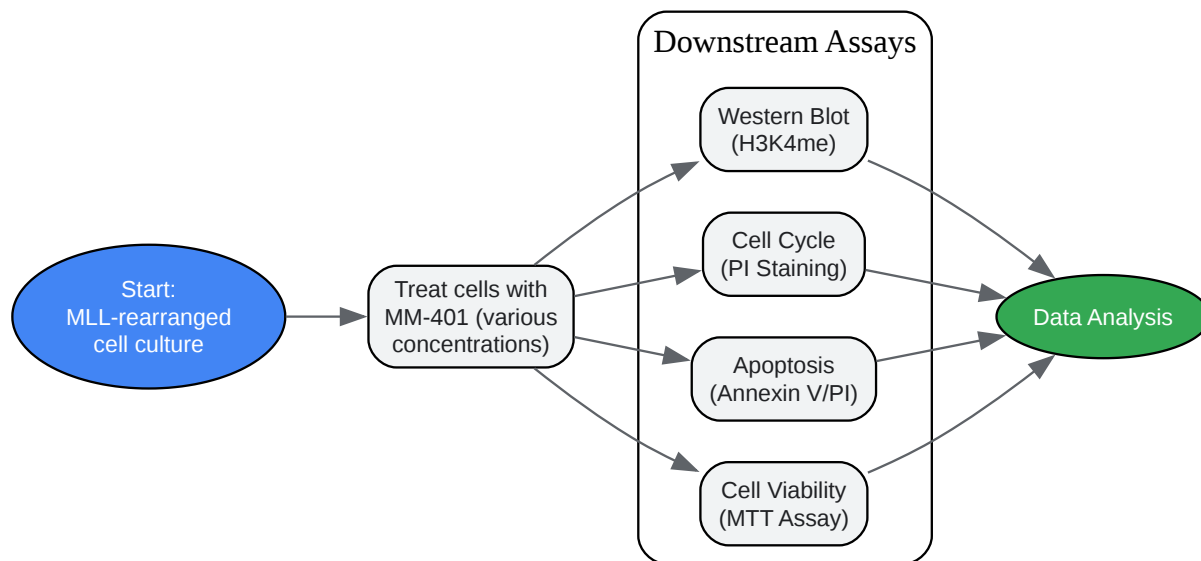 Downstream Assays
Western Blot
(H3K4me)
Cell Cycle
(PI Staining)
Start:
MLL-rearranged
cell culture
Treat cells with
MM-401 (various
concentrations)
Data Analysis
Apoptosis
(Annexin V/PI)
Cell Viability
(MTT Assay)